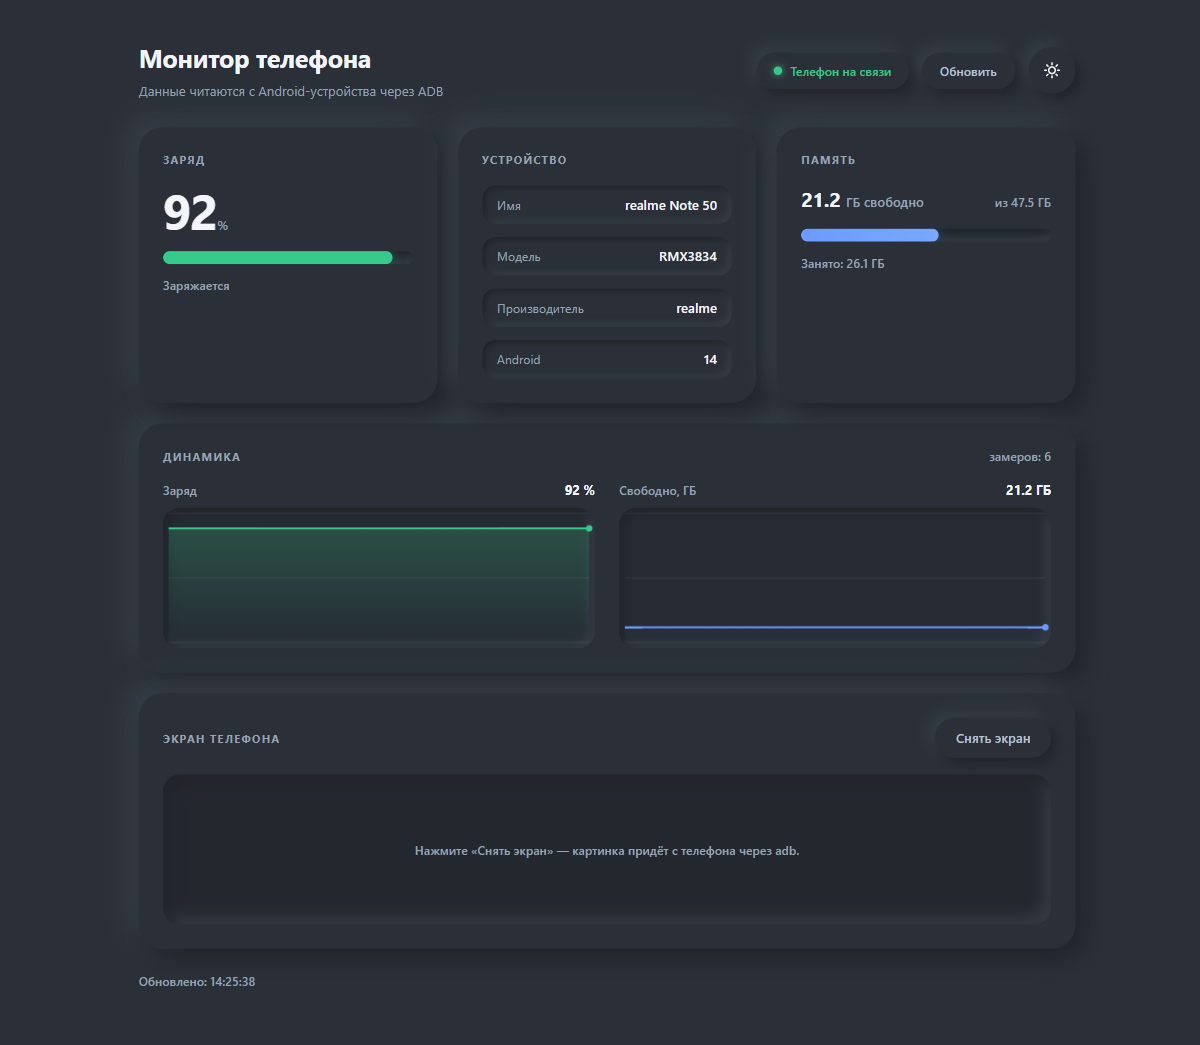 Монитор телефона
Данные читаются с Android-устройства через ADB
Телефон на связи
Обновить
ЗАРЯД
92%
Заряжается
УСТРОЙСТВО
Имя realme Note 50
Модель RMX3834
Производитель realme
Android 14
ПАМЯТЬ
21.2 ГБ свободно из 47.5 ГБ
Занято: 26.1 ГБ
ДИНАМИКА замеров: 6
Заряд 92 %
Свободно, ГБ 21.2 ГБ
ЭКРАН ТЕЛЕФОНА
Снять экран
Нажмите «Снять экран» — картинка придёт с телефона через adb.
Обновлено: 14:25:38